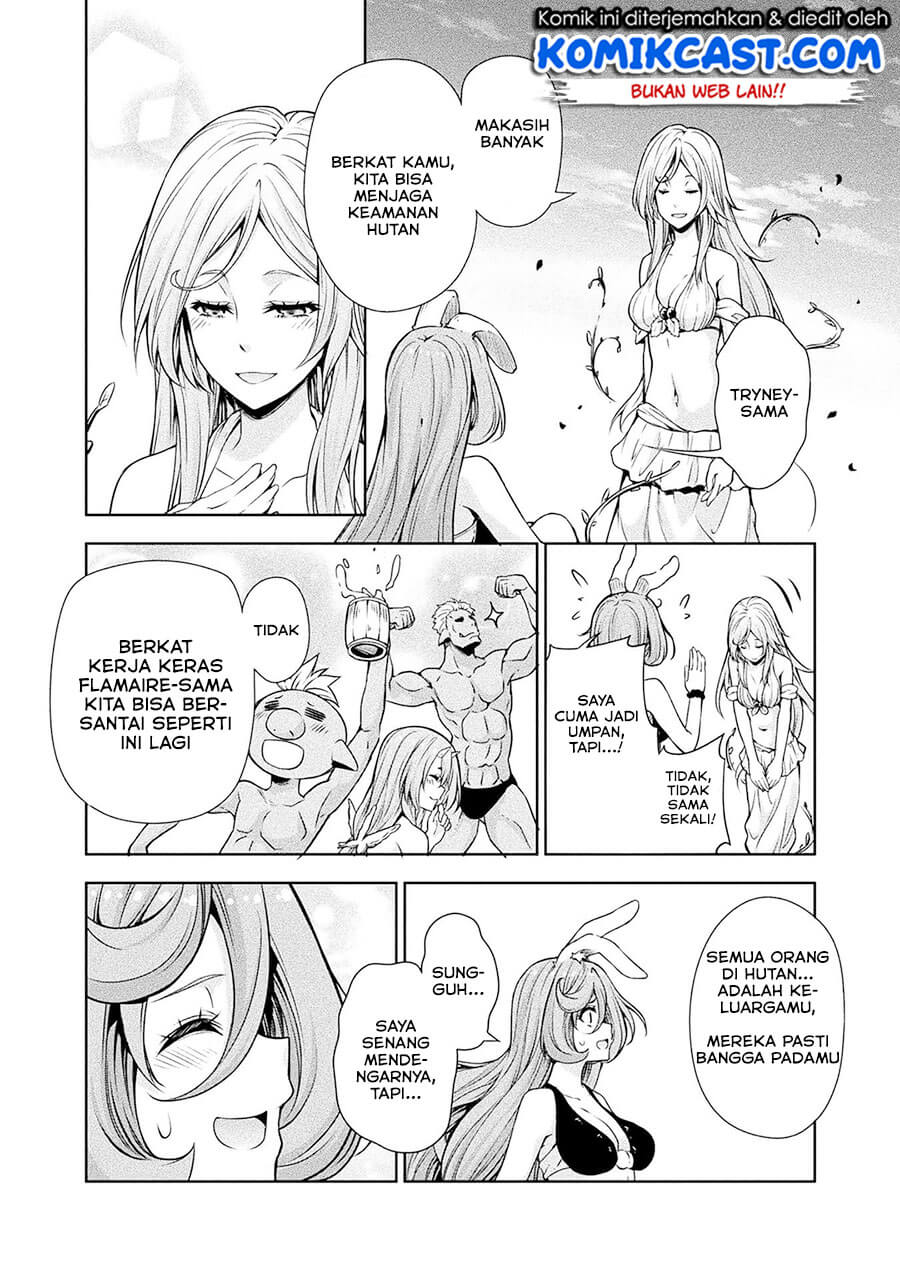 Komik ini diterjemahkan & diedit oleh
KOMIKCAST.COM
BUKAN WEB LAIN!!
MAKASIH
BANYAK
BERKAT KAMU,
KITA BISA
MENJAGA
KEAMANAN
HUTAN
TRYNEY-
SAMA
SAYA
CUMA JADI
UMPAN,
TAPI...!
TIDAK,
TIDAK
SAMA
SEKALI!
TIDAK
BERKAT
KERJA KERAS
FLAMAIRE-SAMA
KITA BISA BER-
SANTAI SEPERTI
INI LAGI
SEMUA ORANG
DI HUTAN...
ADALAH KE-
LUARGAMU,
MEREKA PASTI
BANGGA PADAMU
SUNG-
GUH...
SAYA
SENANG
MENDE-
NGARNYA,
TAPI...